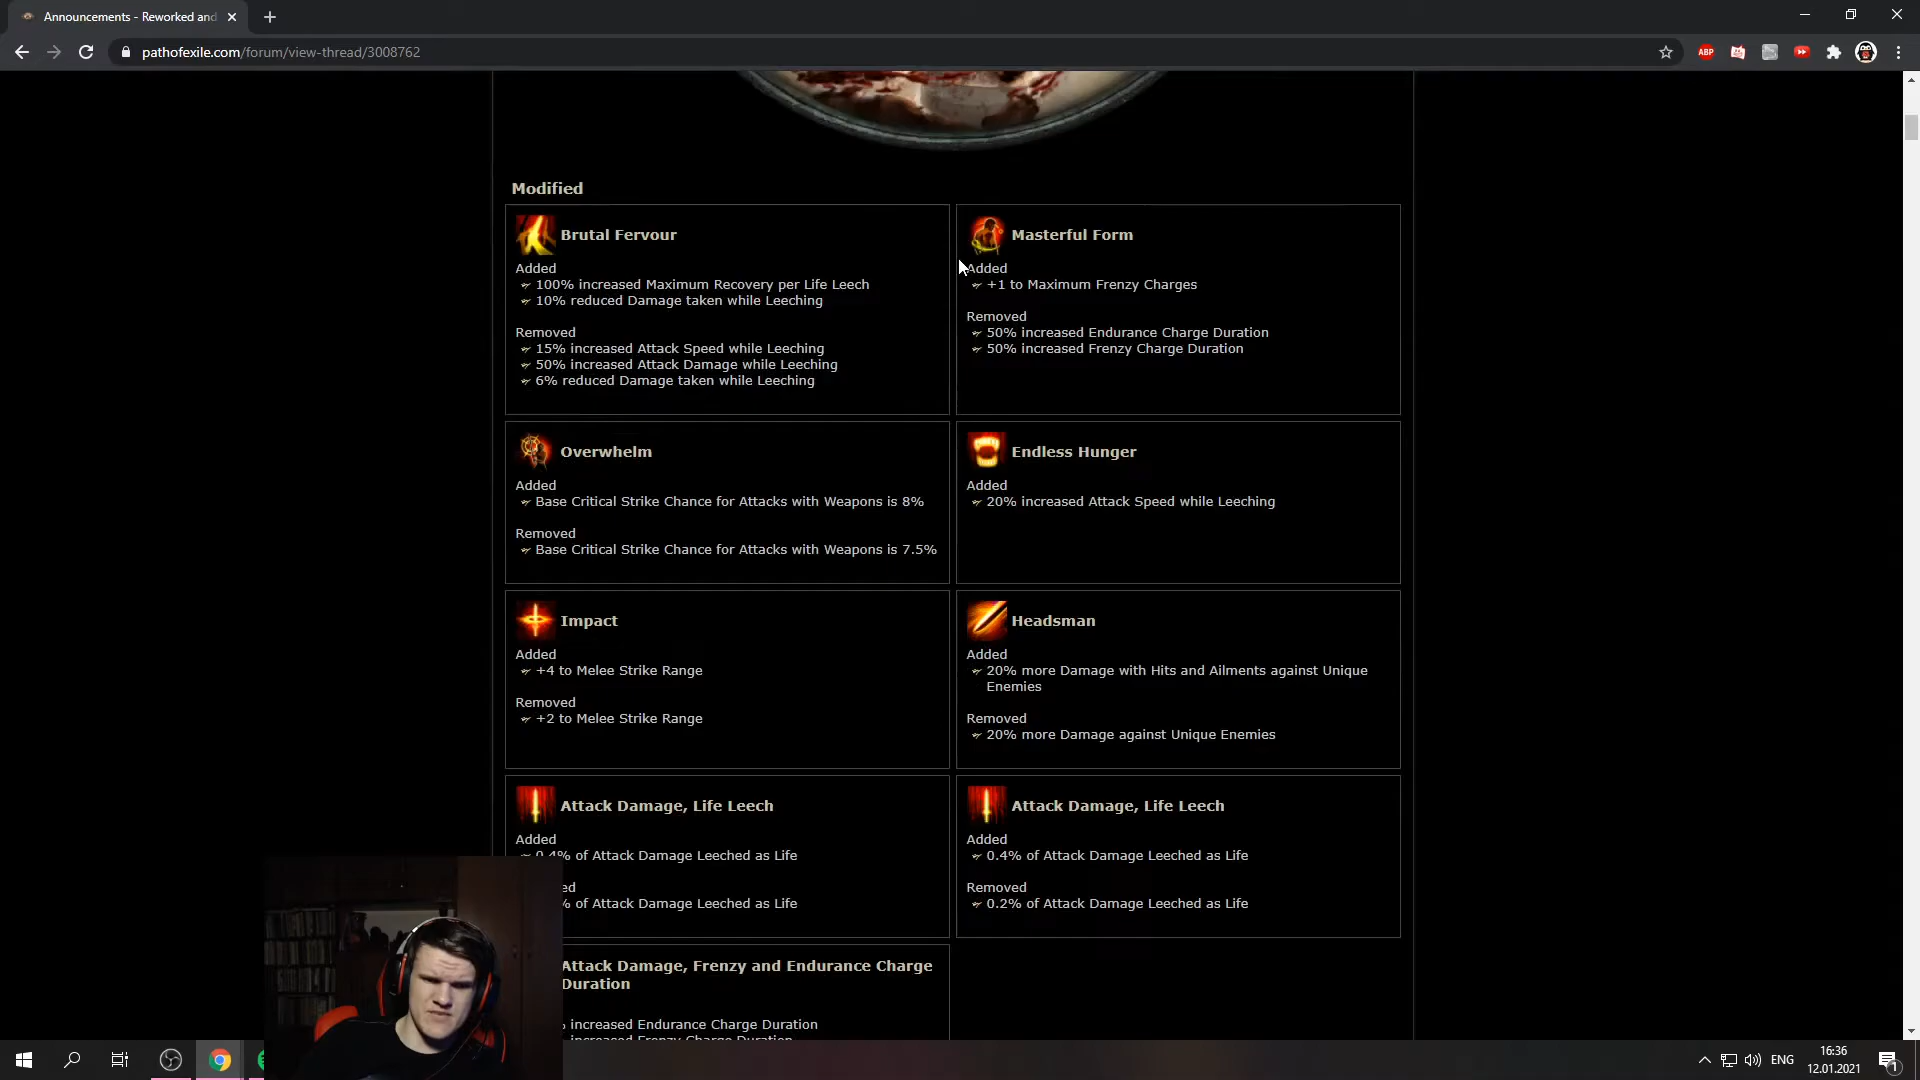 Announcements - Reworked and
pathofexile.com/forum/view-thread/3008762
ABP
Modified
Brutal Fervour
Added
100% increased Maximum Recovery per Life Leech
10% reduced Damage taken while Leeching
Removed
15% increased Attack Speed while Leeching
50% increased Attack Damage while Leeching
6% reduced Damage taken while Leeching
Masterful Form
Added
+1 to Maximum Frenzy Charges
Removed
50% increased Endurance Charge Duration
50% increased Frenzy Charge Duration
Overwhelm
Added
Base Critical Strike Chance for Attacks with Weapons is 8%
Removed
Base Critical Strike Chance for Attacks with Weapons is 7.5%
Endless Hunger
Added
20% increased Attack Speed while Leeching
Impact
Added
+4 to Melee Strike Range
Removed
+2 to Melee Strike Range
Headsman
Added
20% more Damage with Hits and Ailments against Unique
Enemies
Removed
20% more Damage against Unique Enemies
Attack Damage, Life Leech
Added
0.4% of Attack Damage Leeched as Life
ed
% of Attack Damage Leeched as Life
Attack Damage, Life Leech
Added
0.4% of Attack Damage Leeched as Life
Removed
0.2% of Attack Damage Leeched as Life
Attack Damage, Frenzy and Endurance Charge
Duration
increased Endurance Charge Duration
increased Frenzy Charge Duration
ENG
16:36
12.01.2021
1